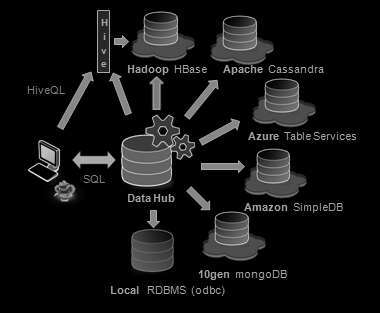 Hive
Hadoop HBase
Apache Cassandra
HiveQL
Azure Table Services
SQL
Data Hub
Amazon SimpleDB
10gen mongoDB
Local RDBMS (odbc)